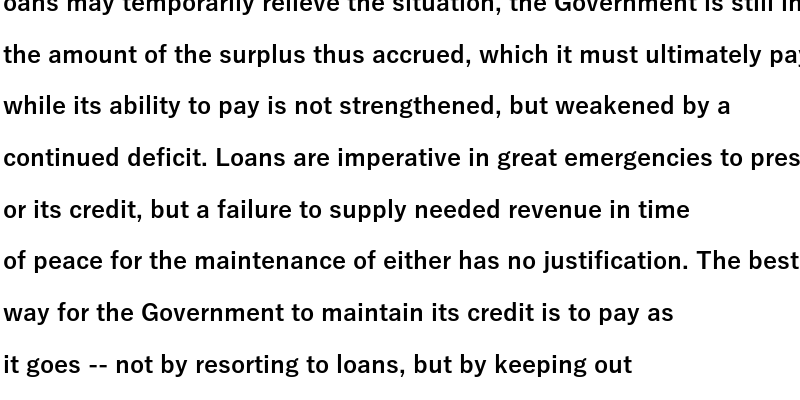 oans may temporarily relieve the situation, the Government is still in
the amount of the surplus thus accrued, which it must ultimately pay
while its ability to pay is not strengthened, but weakened by a
continued deficit. Loans are imperative in great emergencies to pres
or its credit, but a failure to supply needed revenue in time
of peace for the maintenance of either has no justification. The best
way for the Government to maintain its credit is to pay as
it goes -- not by resorting to loans, but by keeping out